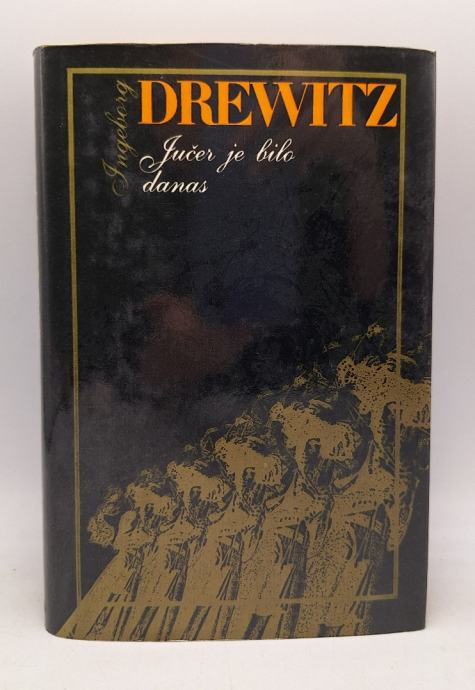 Ingeborg
DREWITZ
Jučer je bilo
danas